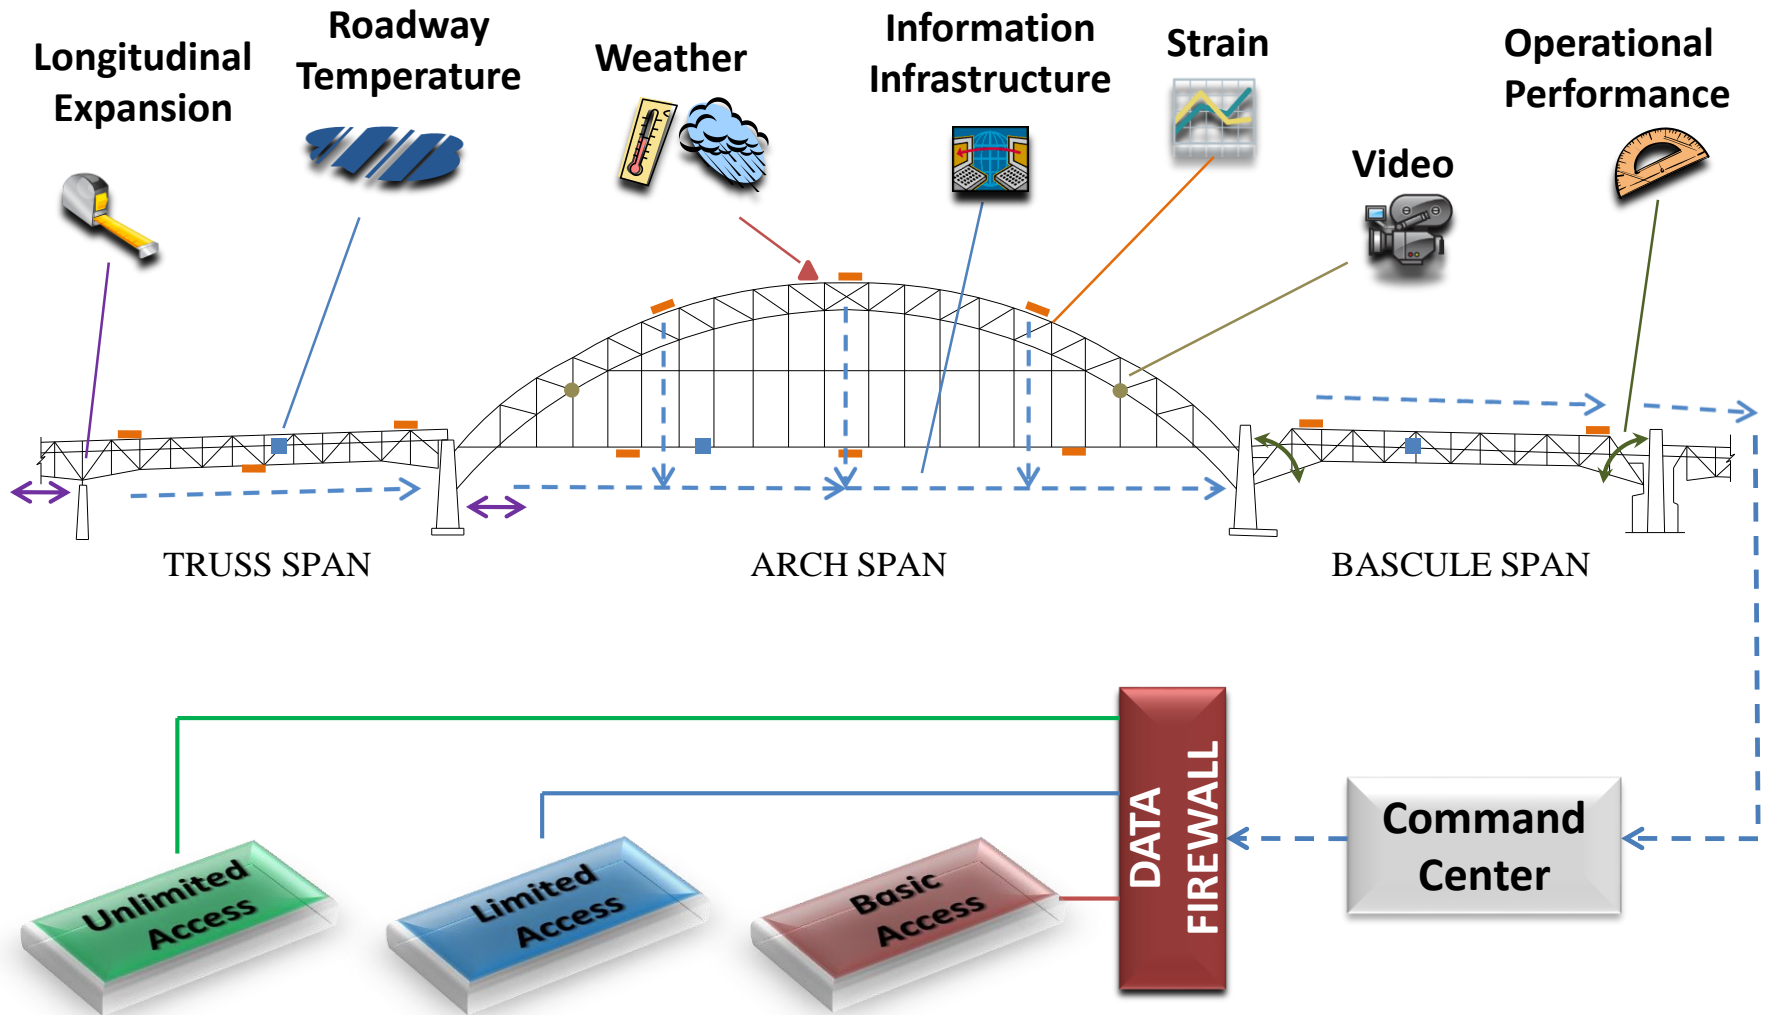 Longitudinal
Expansion
Roadway
Temperature
Weather
Information
Infrastructure
Strain
Video
Operational
Performance
TRUSS SPAN
ARCH SPAN
BASCULE SPAN
Unlimited
Access
Limited
Access
Basic
Access
DATA
FIREWALL
Command
Center